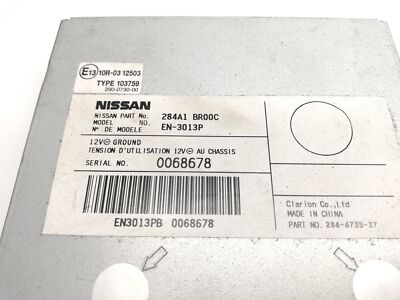 E13 10R-03 12503
TYPE 103759
290-0730-00
NISSAN
NISSAN PART No. 284A1 BR00C
MODEL NO. EN-3013P
Nº DE MODELE
12V⊖ GROUND
TENSION D'UTILISATION 12V⊖ AU CHASSIS
SERIAL NO. 0068678
Clarion Co.,Ltd
MADE IN CHINA
PART NO. 286-6735-37
EN3013PB 0068678